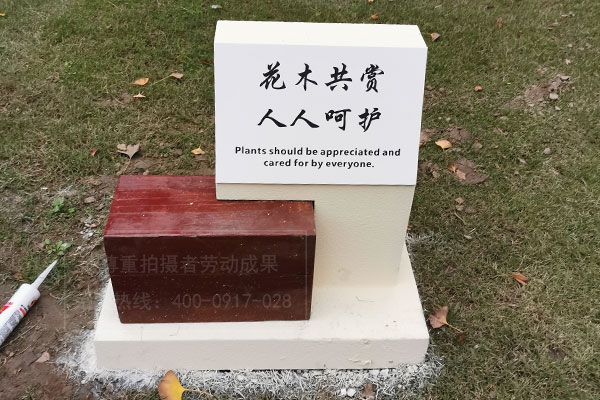 花木共赏
人人呵护
Plants should be appreciated and
cared for by everyone.
尊重拍摄者劳动成果
热线：400-0917-028